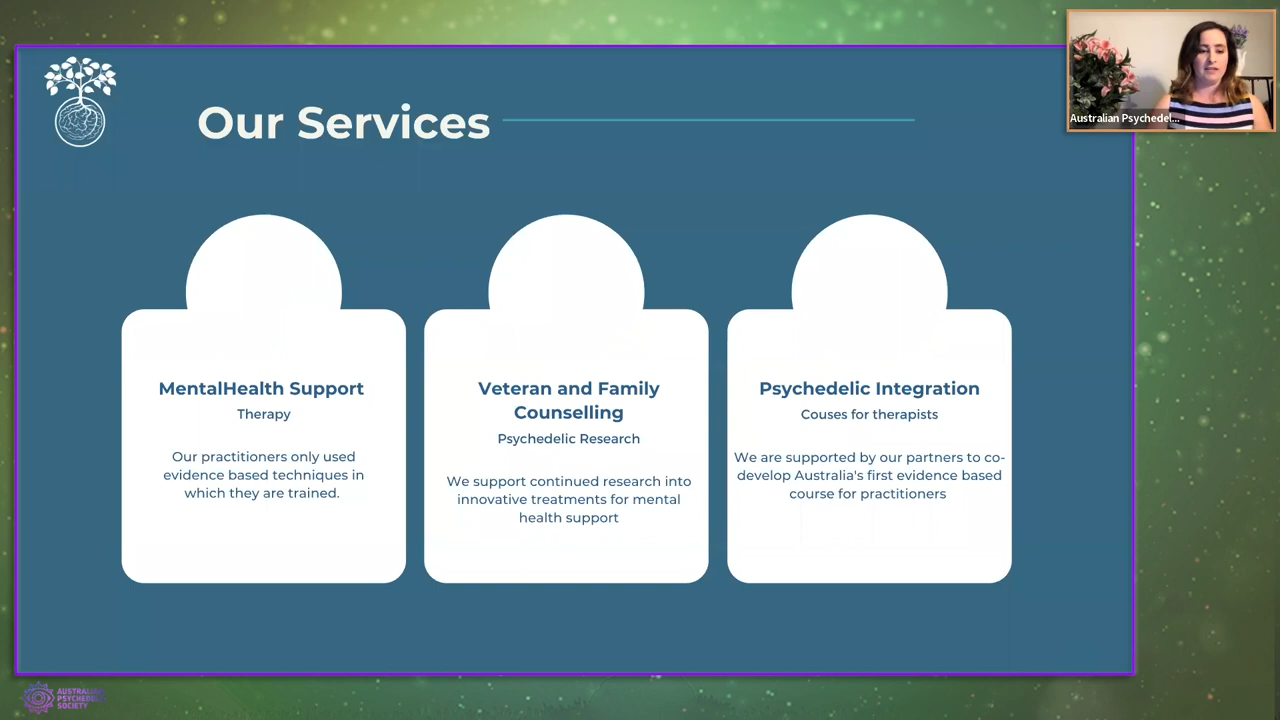 Our Services
Australian Psychedel...
MentalHealth Support
Therapy
Our practitioners only used
evidence based techniques in
which they are trained.
Veteran and Family
Counselling
Psychedelic Research
We support continued research into
innovative treatments for mental
health support
Psychedelic Integration
Couses for therapists
We are supported by our partners to co-
develop Australia's first evidence based
course for practitioners
AUSTRALIAN
PSYCHEDELIC
SOCIETY